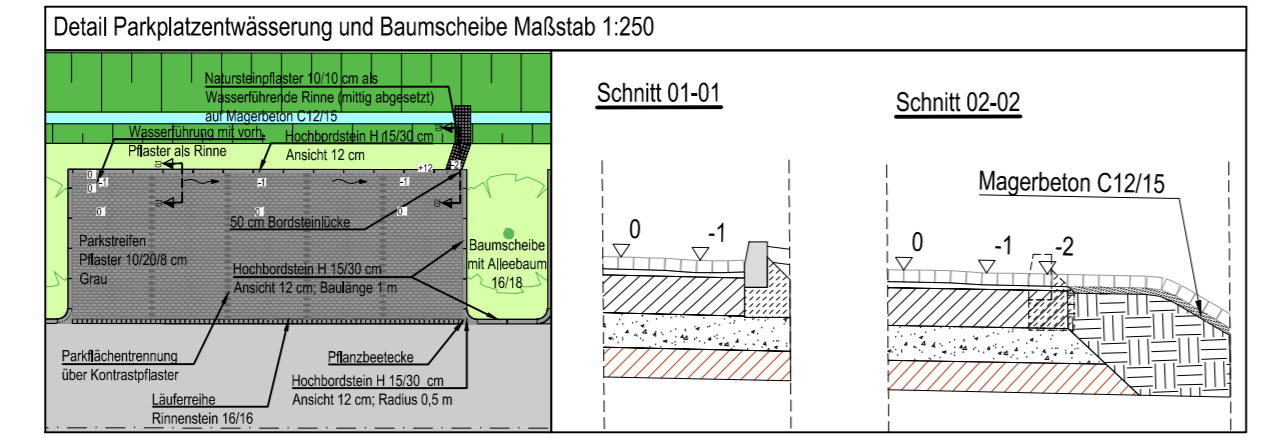 Detail Parkplatzentwässerung und Baumscheibe Maßstab 1:250
Natursteinpflaster 10/10 cm als
Wasserführende Rinne (mittig abgesetzt)
auf Magerbeton C12/15
Wasserführung mit vorh.
Pflaster als Rinne
Hochbordstein H 15/30 cm
Ansicht 12 cm
+12
-2
0
-1
0
-1
-1
0
0
0
50 cm Bordsteinlücke
Parkstreifen
Pflaster 10/20/8 cm
Grau
Hochbordstein H 15/30 cm
Ansicht 12 cm; Baulänge 1 m
Baumscheibe
mit Alleebaum
16/18
Parkflächentrennung
über Kontrastpflaster
Pflanzbeetecke
Hochbordstein H 15/30 cm
Ansicht 12 cm; Radius 0,5 m
Läuferreihe
Rinnenstein 16/16
Schnitt 01-01
0
-1
Schnitt 02-02
Magerbeton C12/15
0
-1
-2